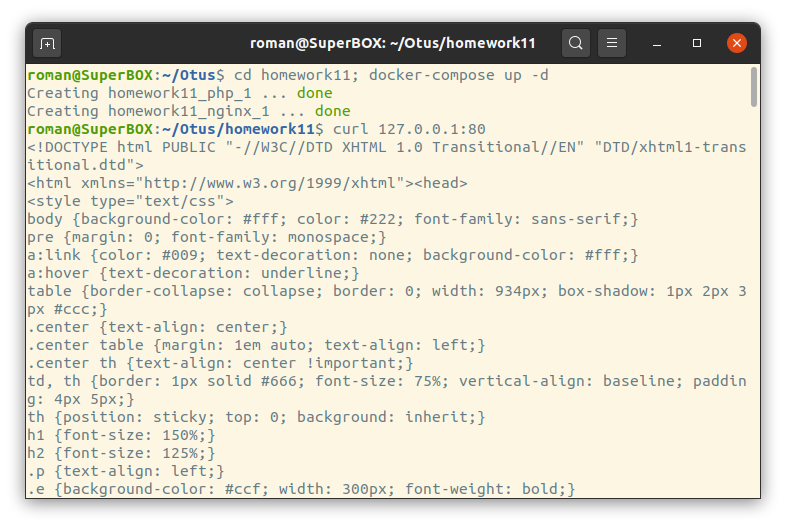 roman@SuperBOX: ~/Otus/homework11
roman@SuperBOX:~/Otus$ cd homework11; docker-compose up -d
Creating homework11_php_1 ... done
Creating homework11_nginx_1 ... done
roman@SuperBOX:~/Otus/homework11$ curl 127.0.0.1:80
<!DOCTYPE html PUBLIC "-//W3C//DTD XHTML 1.0 Transitional//EN" "DTD/xhtml1-trans
itional.dtd">
<html xmlns="http://www.w3.org/1999/xhtml"><head>
<style type="text/css">
body {background-color: #fff; color: #222; font-family: sans-serif;}
pre {margin: 0; font-family: monospace;}
a:link {color: #009; text-decoration: none; background-color: #fff;}
a:hover {text-decoration: underline;}
table {border-collapse: collapse; border: 0; width: 934px; box-shadow: 1px 2px 3
px #ccc;}
.center {text-align: center;}
.center table {margin: 1em auto; text-align: left;}
.center th {text-align: center !important;}
td, th {border: 1px solid #666; font-size: 75%; vertical-align: baseline; paddin
g: 4px 5px;}
th {position: sticky; top: 0; background: inherit;}
h1 {font-size: 150%;}
h2 {font-size: 125%;}
.p {text-align: left;}
.e {background-color: #ccf; width: 300px; font-weight: bold;}